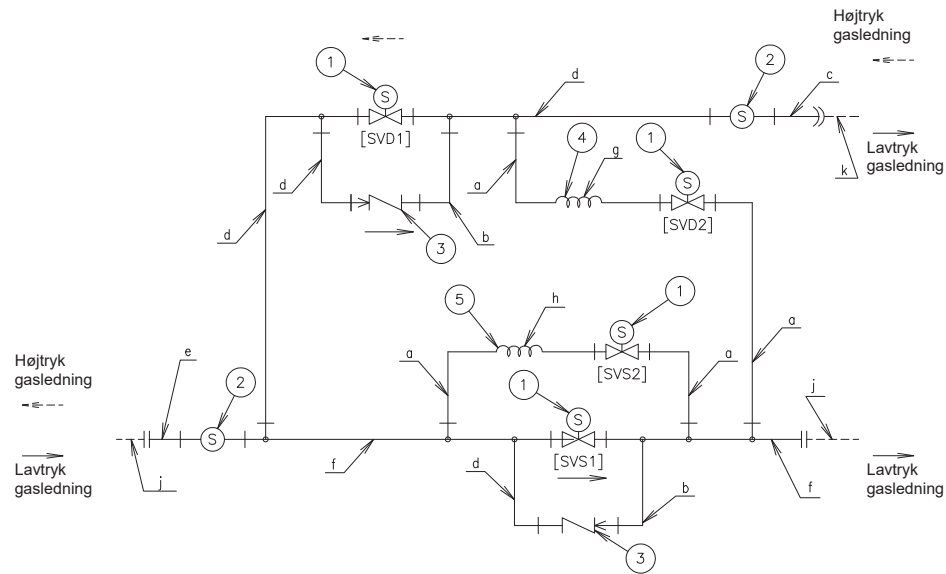 Højtryk
gasledning
1
2
d
c
[SVD1]
4
g
1
Lavtryk
gasledning
k
d
a
d
b
3
[SVD2]
5
h
1
a
a
a
Højtryk
gasledning
e
2
[SVS2]
1
j
f
[SVS1]
Lavtryk
gasledning
j
d
b
f
Lavtryk
gasledning
3
S
S
S
S
S
S